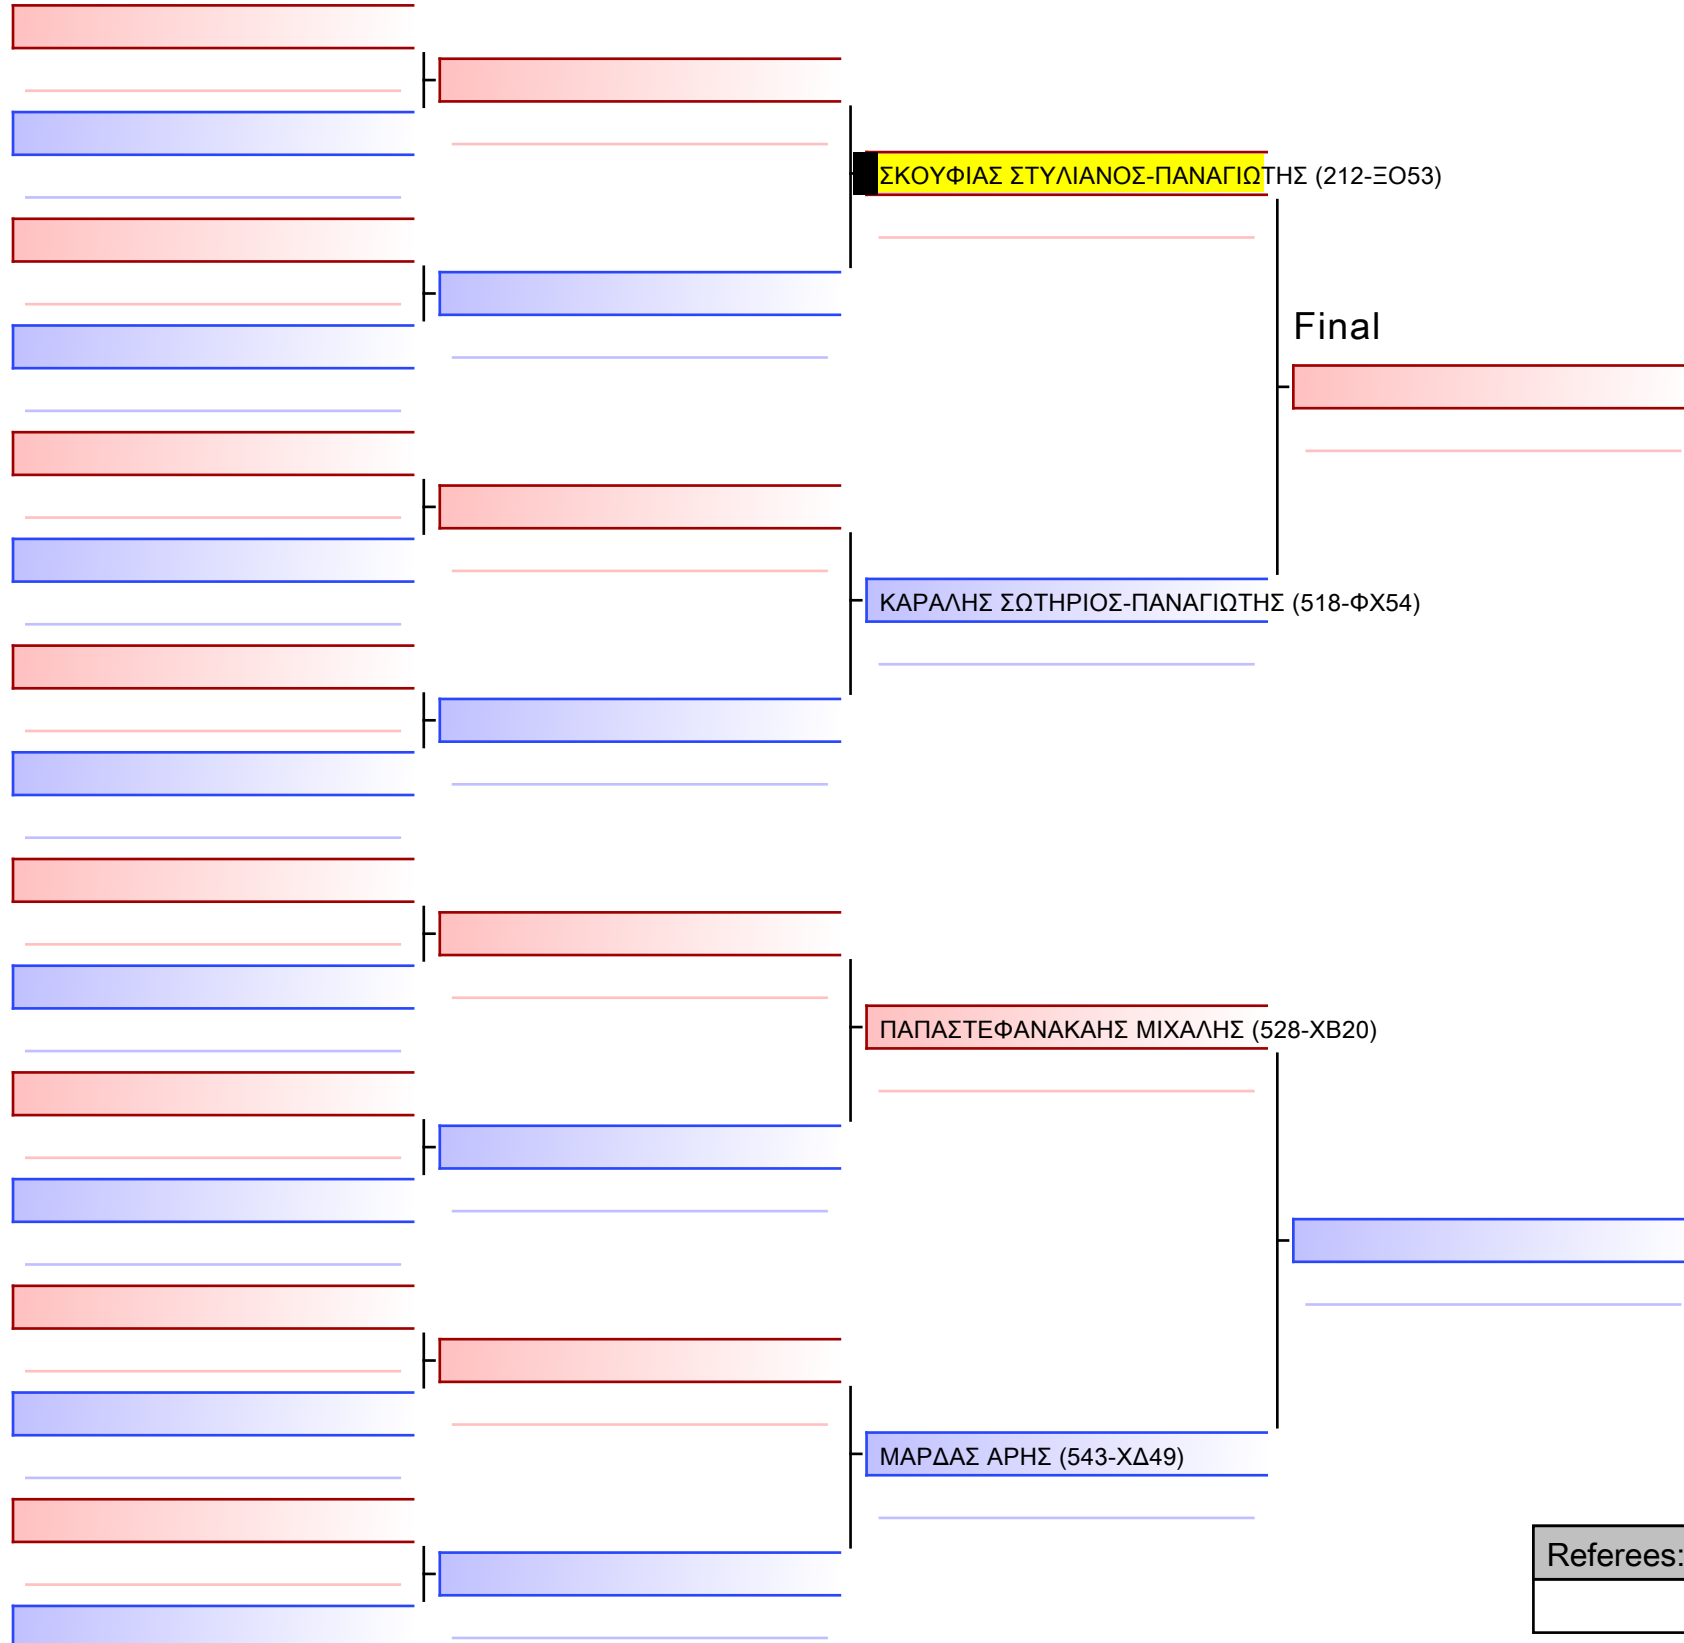 ΣΚΟΥΦΙΑΣ ΣΤΥΛΙΑΝΟΣ-ΠΑΝΑΓΙΩΤΗΣ (212-ΞΟ53)
Final
ΚΑΡΑΛΗΣ ΣΩΤΗΡΙΟΣ-ΠΑΝΑΓΙΩΤΗΣ (518-ΦΧ54)
ΠΑΠΑΣΤΕΦΑΝΑΚΑΗΣ ΜΙΧΑΛΗΣ (528-ΧΒ20)
ΜΑΡΔΑΣ ΑΡΗΣ (543-ΧΔ49)
Referees: